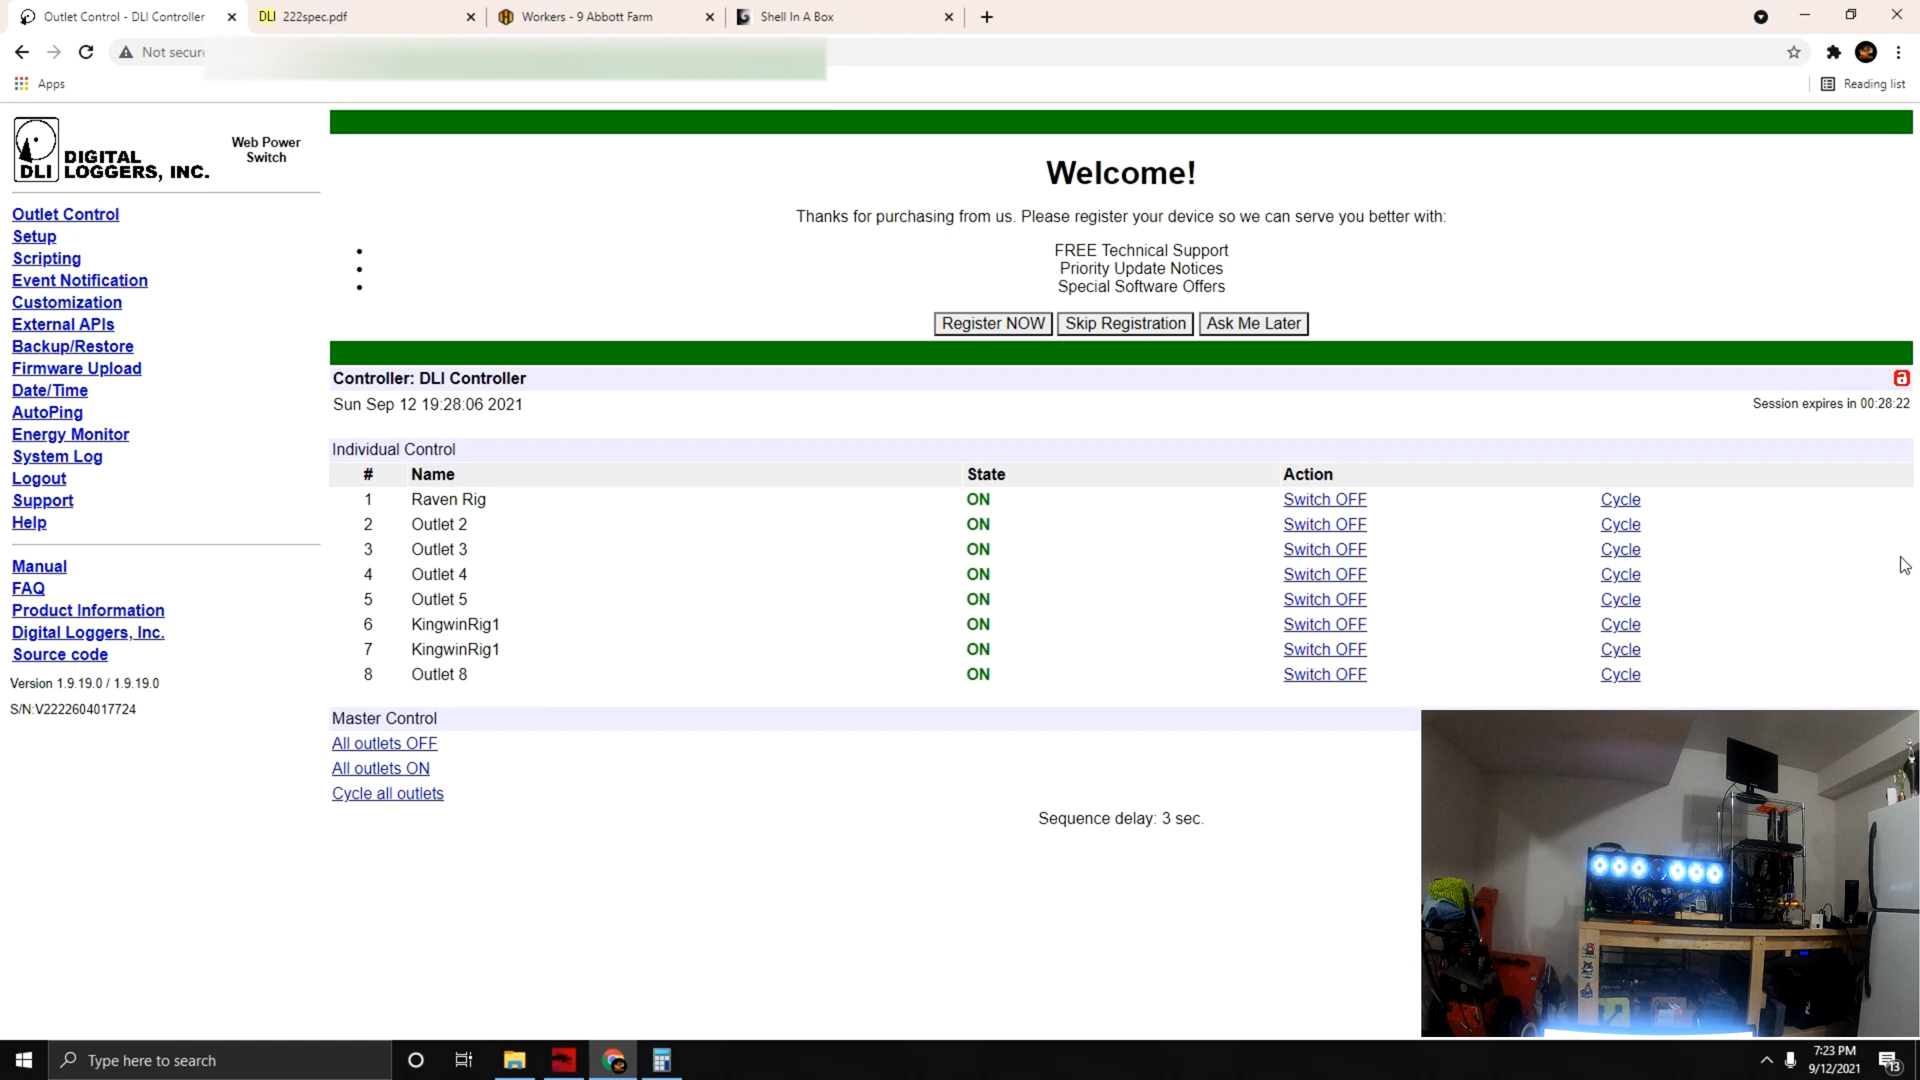 Outlet Control - DLI Controller
DLI 222spec.pdf
Workers - 9 Abbott Farm
Shell In A Box
Not secure
Apps
Reading list
DLI
DIGITAL
LOGGERS, INC.
Web Power
Switch
Outlet Control
Setup
Scripting
Event Notification
Customization
External APIs
Backup/Restore
Firmware Upload
Date/Time
AutoPing
Energy Monitor
System Log
Logout
Support
Help
Manual
FAQ
Product Information
Digital Loggers, Inc.
Source code
Version 1.9.19.0 / 1.9.19.0
S/N:V2222604017724
Welcome!
Thanks for purchasing from us. Please register your device so we can serve you better with:
FREE Technical Support
Priority Update Notices
Special Software Offers
Register NOW Skip Registration Ask Me Later
Controller: DLI Controller
Sun Sep 12 19:28:06 2021
Session expires in 00:28:22
Individual Control
# Name State Action
1 Raven Rig ON Switch OFF Cycle
2 Outlet 2 ON Switch OFF Cycle
3 Outlet 3 ON Switch OFF Cycle
4 Outlet 4 ON Switch OFF Cycle
5 Outlet 5 ON Switch OFF Cycle
6 KingwinRig1 ON Switch OFF Cycle
7 KingwinRig1 ON Switch OFF Cycle
8 Outlet 8 ON Switch OFF Cycle
Master Control
All outlets OFF
All outlets ON
Cycle all outlets
Sequence delay: 3 sec.
Type here to search
7:23 PM
9/12/2021
13